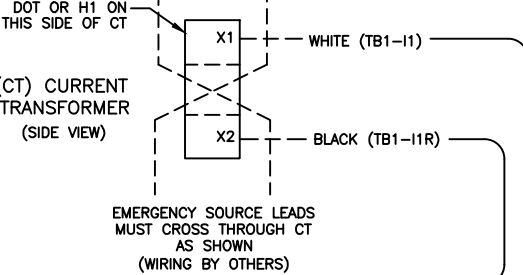 DOT OR H1 ON
THIS SIDE OF CT
X1
WHITE (TB1-I1)
(CT) CURRENT
TRANSFORMER
(SIDE VIEW)
X2
BLACK (TB1-I1R)
EMERGENCY SOURCE LEADS
MUST CROSS THROUGH CT
AS SHOWN
(WIRING BY OTHERS)